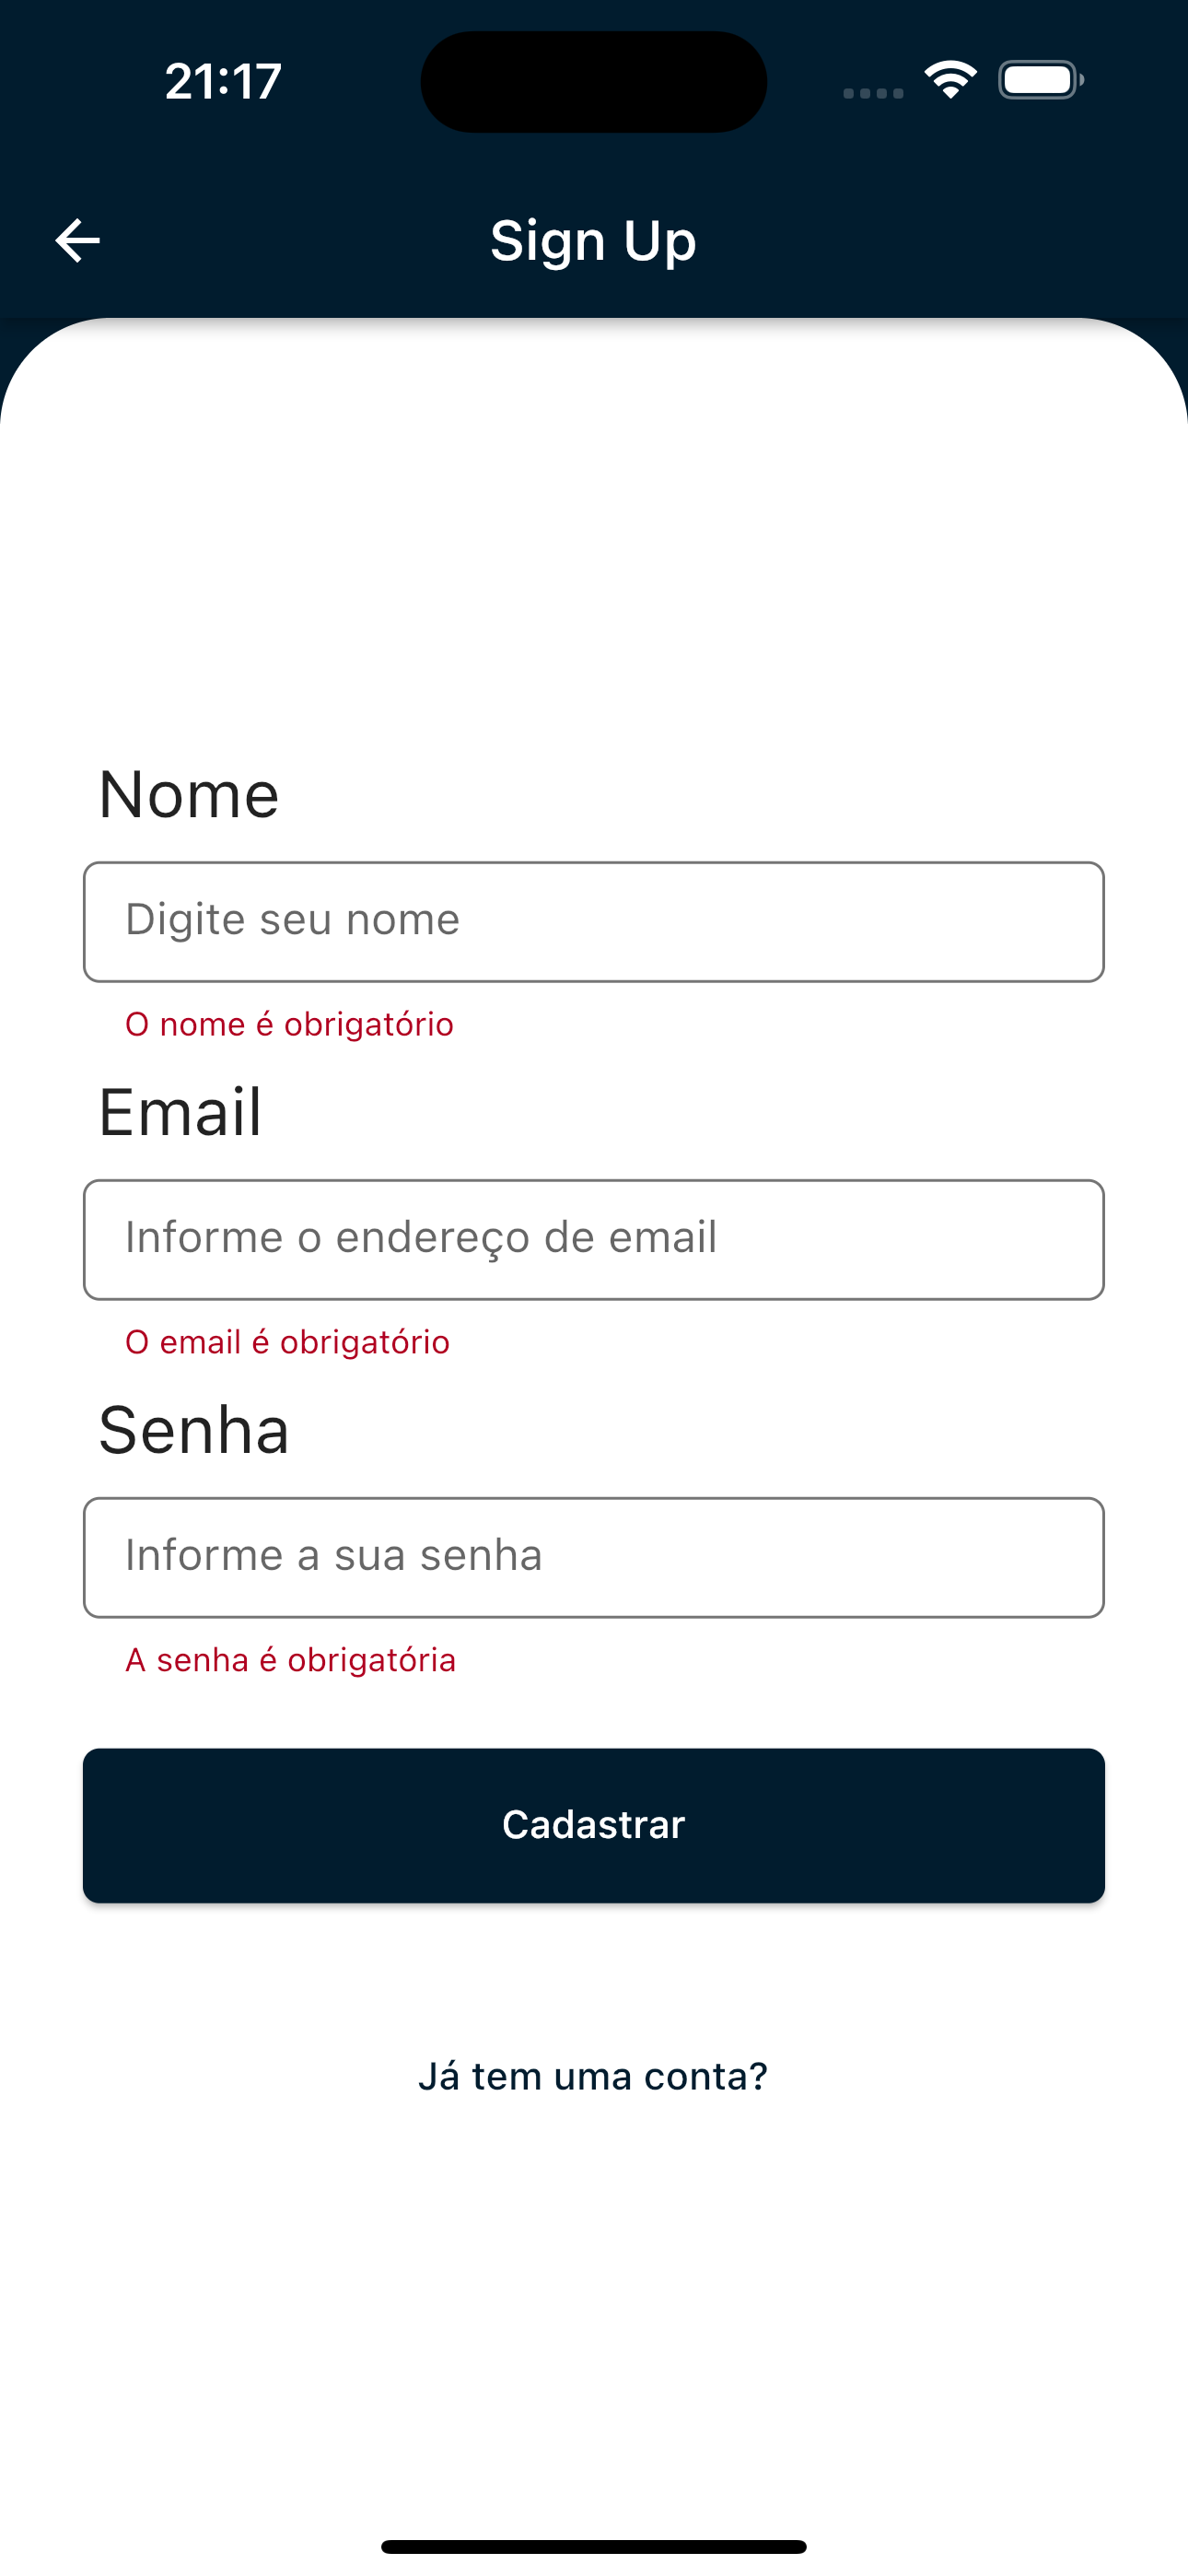 21:17
Sign Up
Nome
Digite seu nome
O nome é obrigatório
Email
Informe o endereço de email
O email é obrigatório
Senha
Informe a sua senha
A senha é obrigatória
Cadastrar
Já tem uma conta?